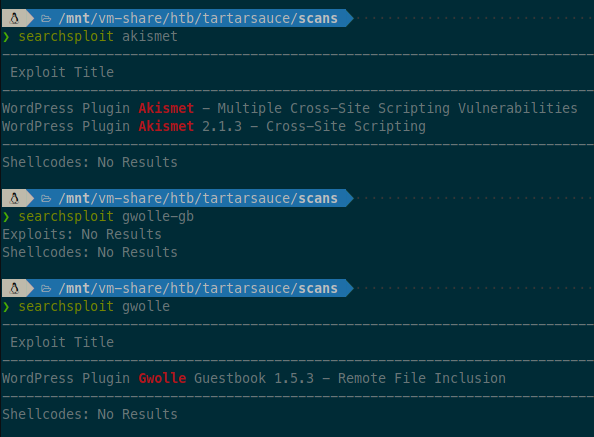 /mnt/vm-share/htb/tartarsauce/scans
❯ searchsploit akismet
Exploit Title
WordPress Plugin Akismet - Multiple Cross-Site Scripting Vulnerabilities
WordPress Plugin Akismet 2.1.3 - Cross-Site Scripting
Shellcodes: No Results
/mnt/vm-share/htb/tartarsauce/scans
❯ searchsploit gwolle-gb
Exploits: No Results
Shellcodes: No Results
/mnt/vm-share/htb/tartarsauce/scans
❯ searchsploit gwolle
Exploit Title
WordPress Plugin Gwolle Guestbook 1.5.3 - Remote File Inclusion
Shellcodes: No Results